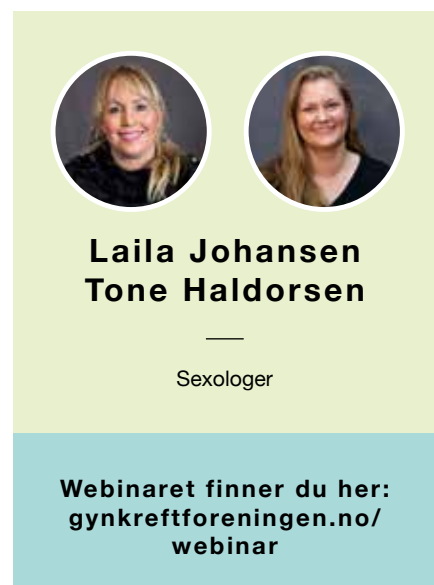 Laila Johansen
Tone Haldorsen
Sexologer
Webinaret finner du her:
gynkreftforeningen.no/
webinar